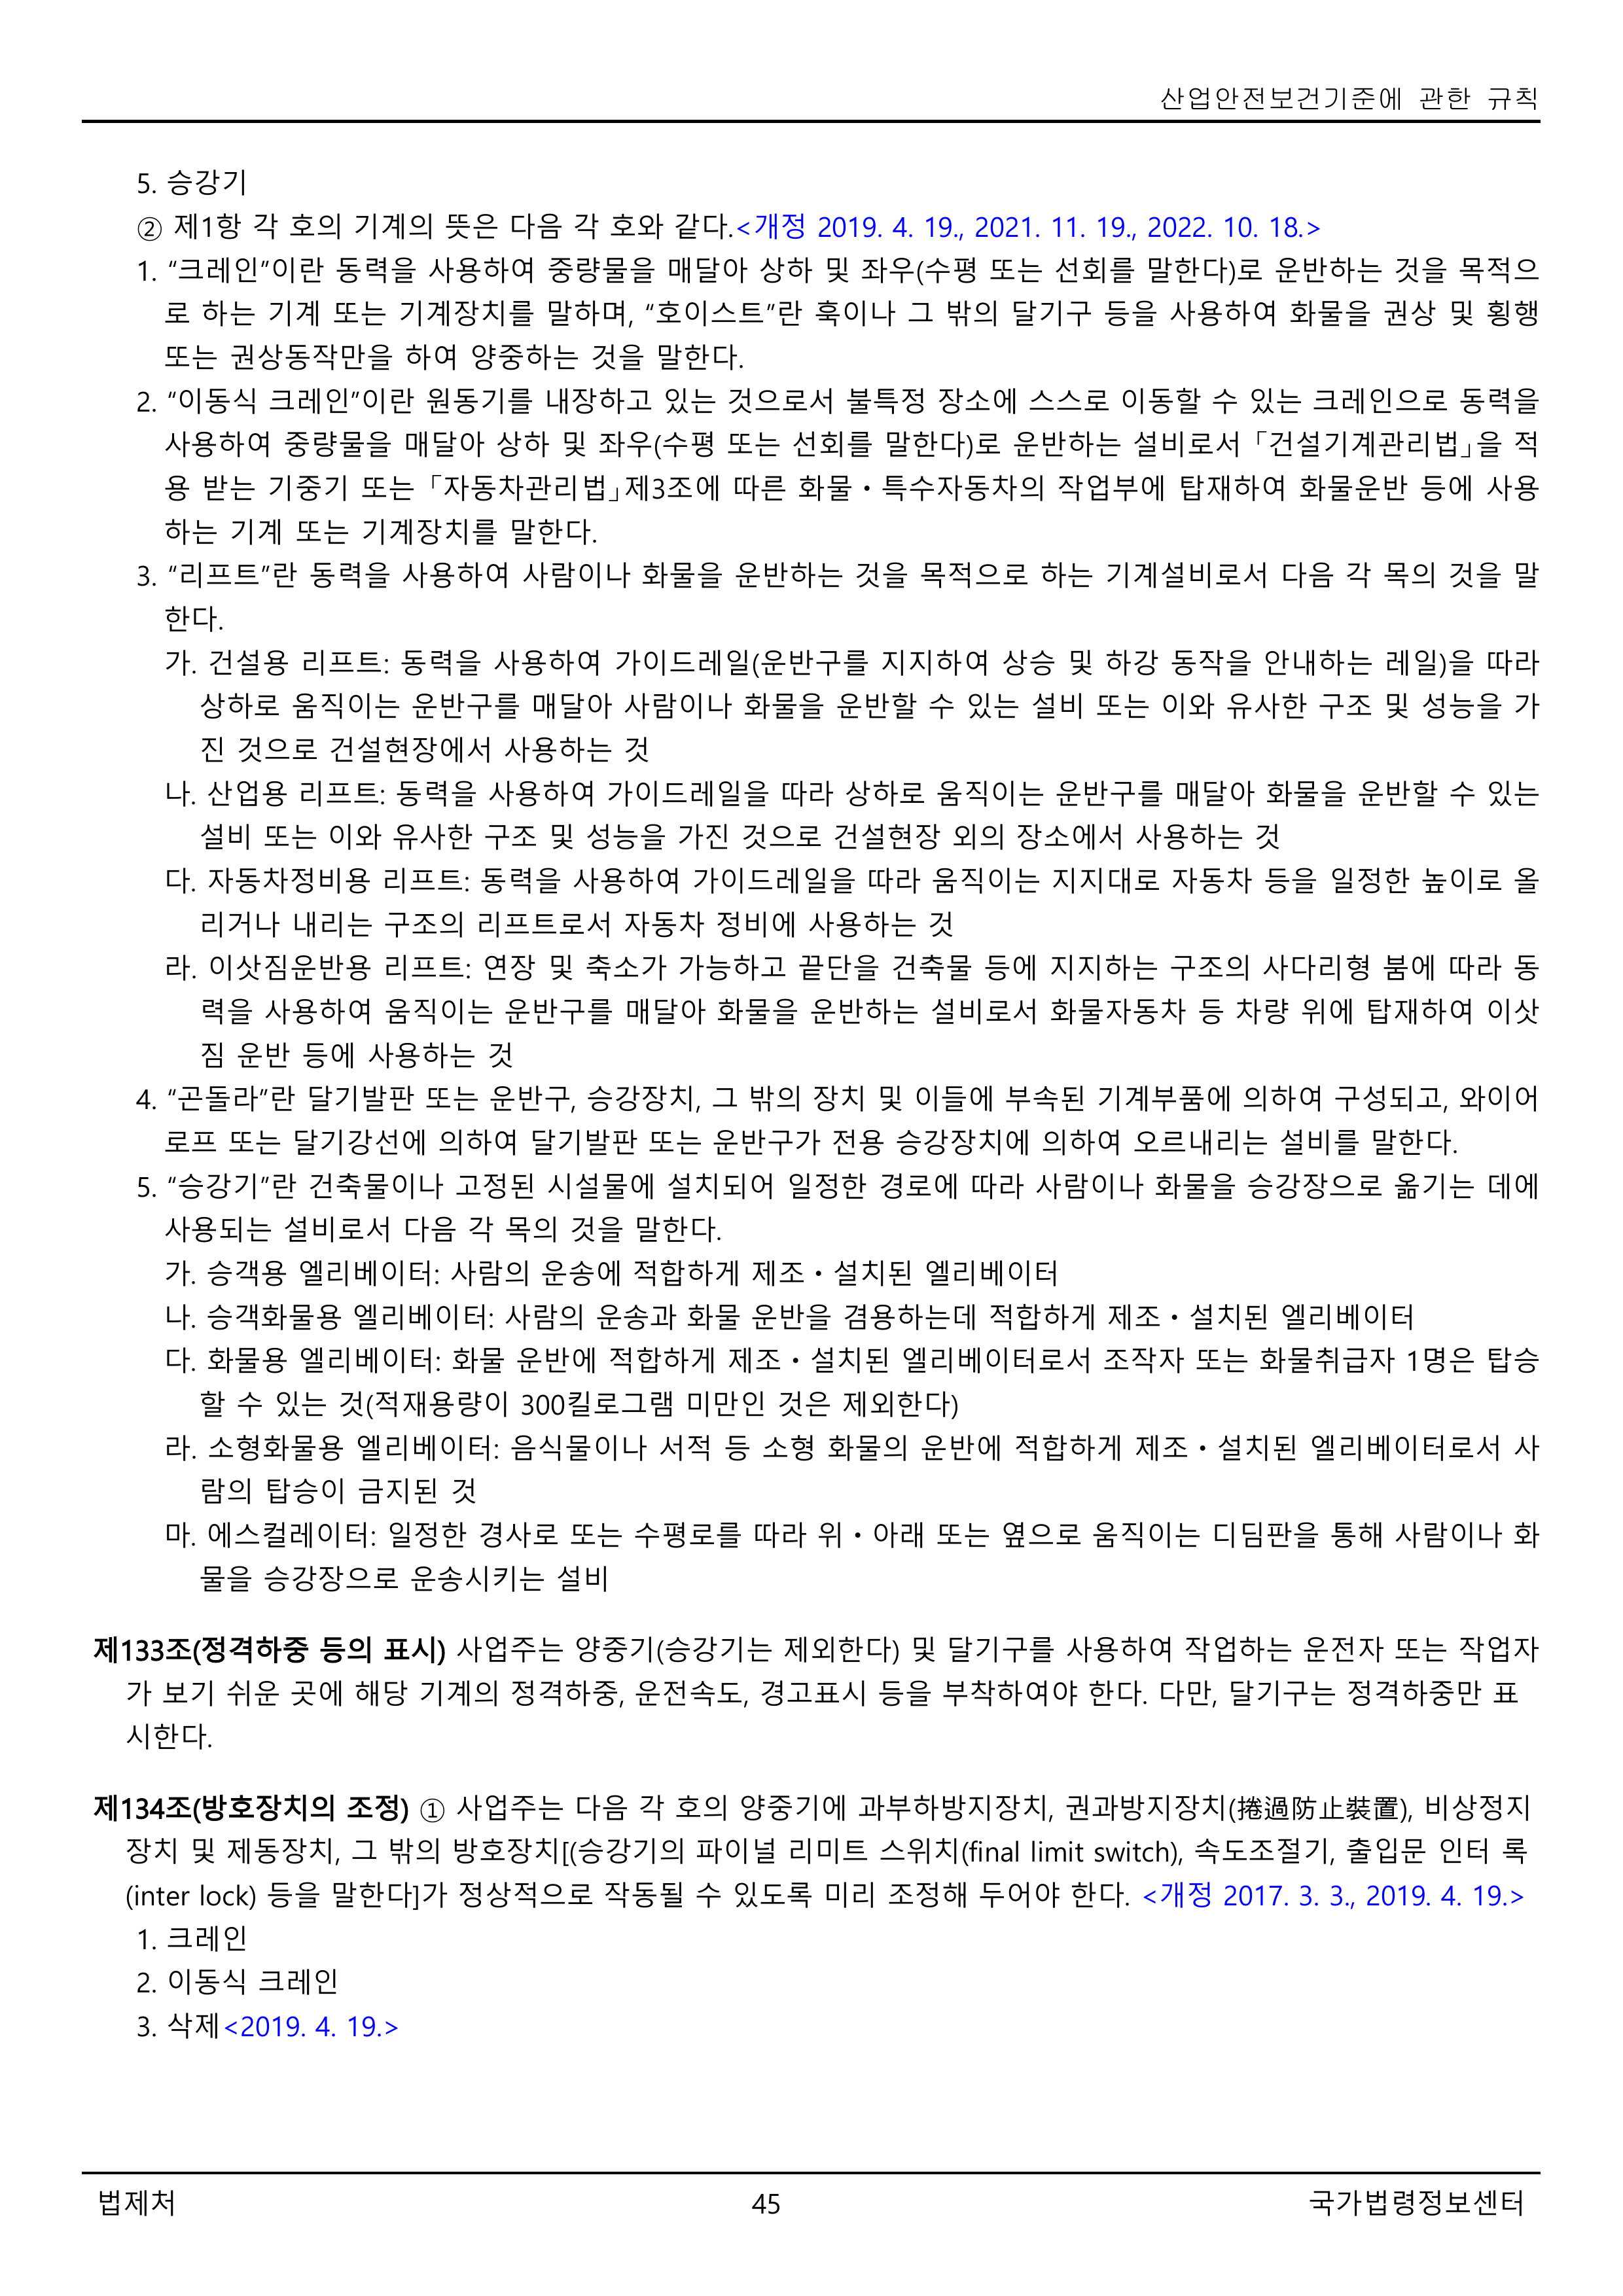 산업안전보건기준에 관한 규칙
5. 승강기
② 제1항 각 호의 기계의 뜻은 다음 각 호와 같다.<개정 2019. 4. 19., 2021. 11. 19., 2022. 10. 18.>
1. “크레인”이란 동력을 사용하여 중량물을 매달아 상하 및 좌우(수평 또는 선회를 말한다)로 운반하는 것을 목적으
로 하는 기계 또는 기계장치를 말하며, “호이스트”란 훅이나 그 밖의 달기구 등을 사용하여 화물을 권상 및 횡행
또는 권상동작만을 하여 양중하는 것을 말한다.
2. “이동식 크레인”이란 원동기를 내장하고 있는 것으로서 불특정 장소에 스스로 이동할 수 있는 크레인으로 동력을
사용하여 중량물을 매달아 상하 및 좌우(수평 또는 선회를 말한다)로 운반하는 설비로서 「건설기계관리법」을 적
용 받는 기중기 또는 「자동차관리법」제3조에 따른 화물ㆍ특수자동차의 작업부에 탑재하여 화물운반 등에 사용
하는 기계 또는 기계장치를 말한다.
3. “리프트”란 동력을 사용하여 사람이나 화물을 운반하는 것을 목적으로 하는 기계설비로서 다음 각 목의 것을 말
한다.
가. 건설용 리프트: 동력을 사용하여 가이드레일(운반구를 지지하여 상승 및 하강 동작을 안내하는 레일)을 따라
상하로 움직이는 운반구를 매달아 사람이나 화물을 운반할 수 있는 설비 또는 이와 유사한 구조 및 성능을 가
진 것으로 건설현장에서 사용하는 것
나. 산업용 리프트: 동력을 사용하여 가이드레일을 따라 상하로 움직이는 운반구를 매달아 화물을 운반할 수 있는
설비 또는 이와 유사한 구조 및 성능을 가진 것으로 건설현장 외의 장소에서 사용하는 것
다. 자동차정비용 리프트: 동력을 사용하여 가이드레일을 따라 움직이는 지지대로 자동차 등을 일정한 높이로 올
리거나 내리는 구조의 리프트로서 자동차 정비에 사용하는 것
라. 이삿짐운반용 리프트: 연장 및 축소가 가능하고 끝단을 건축물 등에 지지하는 구조의 사다리형 붐에 따라 동
력을 사용하여 움직이는 운반구를 매달아 화물을 운반하는 설비로서 화물자동차 등 차량 위에 탑재하여 이삿
짐 운반 등에 사용하는 것
4. “곤돌라”란 달기발판 또는 운반구, 승강장치, 그 밖의 장치 및 이들에 부속된 기계부품에 의하여 구성되고, 와이어
로프 또는 달기강선에 의하여 달기발판 또는 운반구가 전용 승강장치에 의하여 오르내리는 설비를 말한다.
5. “승강기”란 건축물이나 고정된 시설물에 설치되어 일정한 경로에 따라 사람이나 화물을 승강장으로 옮기는 데에
사용되는 설비로서 다음 각 목의 것을 말한다.
가. 승객용 엘리베이터: 사람의 운송에 적합하게 제조ㆍ설치된 엘리베이터
나. 승객화물용 엘리베이터: 사람의 운송과 화물 운반을 겸용하는데 적합하게 제조ㆍ설치된 엘리베이터
다. 화물용 엘리베이터: 화물 운반에 적합하게 제조ㆍ설치된 엘리베이터로서 조작자 또는 화물취급자 1명은 탑승
할 수 있는 것(적재용량이 300킬로그램 미만인 것은 제외한다)
라. 소형화물용 엘리베이터: 음식물이나 서적 등 소형 화물의 운반에 적합하게 제조ㆍ설치된 엘리베이터로서 사
람의 탑승이 금지된 것
마. 에스컬레이터: 일정한 경사로 또는 수평로를 따라 위ㆍ아래 또는 옆으로 움직이는 디딤판을 통해 사람이나 화
물을 승강장으로 운송시키는 설비
제133조(정격하중 등의 표시) 사업주는 양중기(승강기는 제외한다) 및 달기구를 사용하여 작업하는 운전자 또는 작업자
가 보기 쉬운 곳에 해당 기계의 정격하중, 운전속도, 경고표시 등을 부착하여야 한다. 다만, 달기구는 정격하중만 표
시한다.
제134조(방호장치의 조정) ① 사업주는 다음 각 호의 양중기에 과부하방지장치, 권과방지장치(捲過防止裝置), 비상정지
장치 및 제동장치, 그 밖의 방호장치[(승강기의 파이널 리미트 스위치(final limit switch), 속도조절기, 출입문 인터 록
(inter lock) 등을 말한다]가 정상적으로 작동될 수 있도록 미리 조정해 두어야 한다. <개정 2017. 3. 3., 2019. 4. 19.>
1. 크레인
2. 이동식 크레인
3. 삭제<2019. 4. 19.>
법제처
45
국가법령정보센터